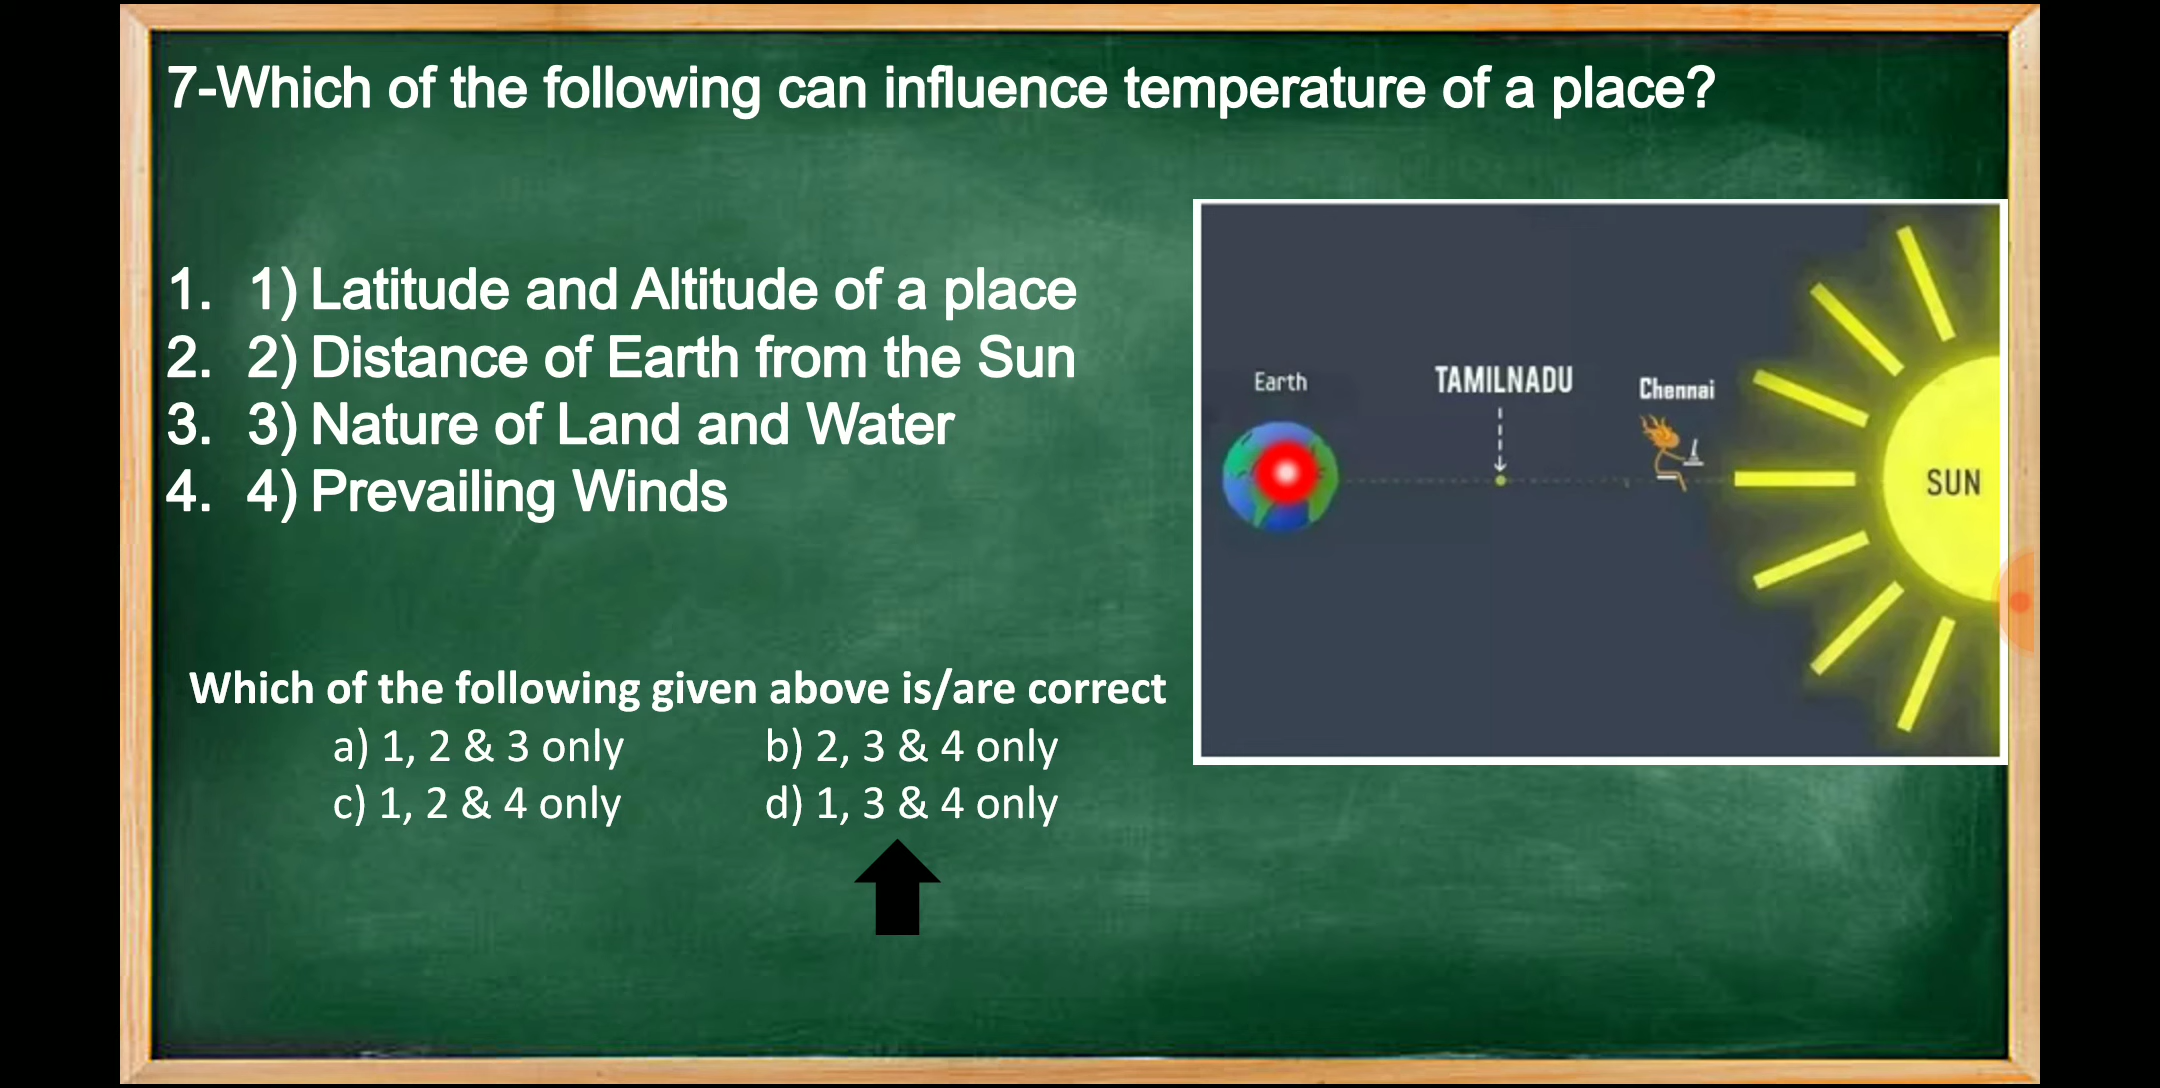 7-Which of the following can influence temperature of a place?
1. 1) Latitude and Altitude of a place
2. 2) Distance of Earth from the Sun
3. 3) Nature of Land and Water
4. 4) Prevailing Winds
Earth
TAMILNADU
Chennai
SUN
Which of the following given above is/are correct
a) 1, 2 & 3 only b) 2, 3 & 4 only
c) 1, 2 & 4 only d) 1, 3 & 4 only